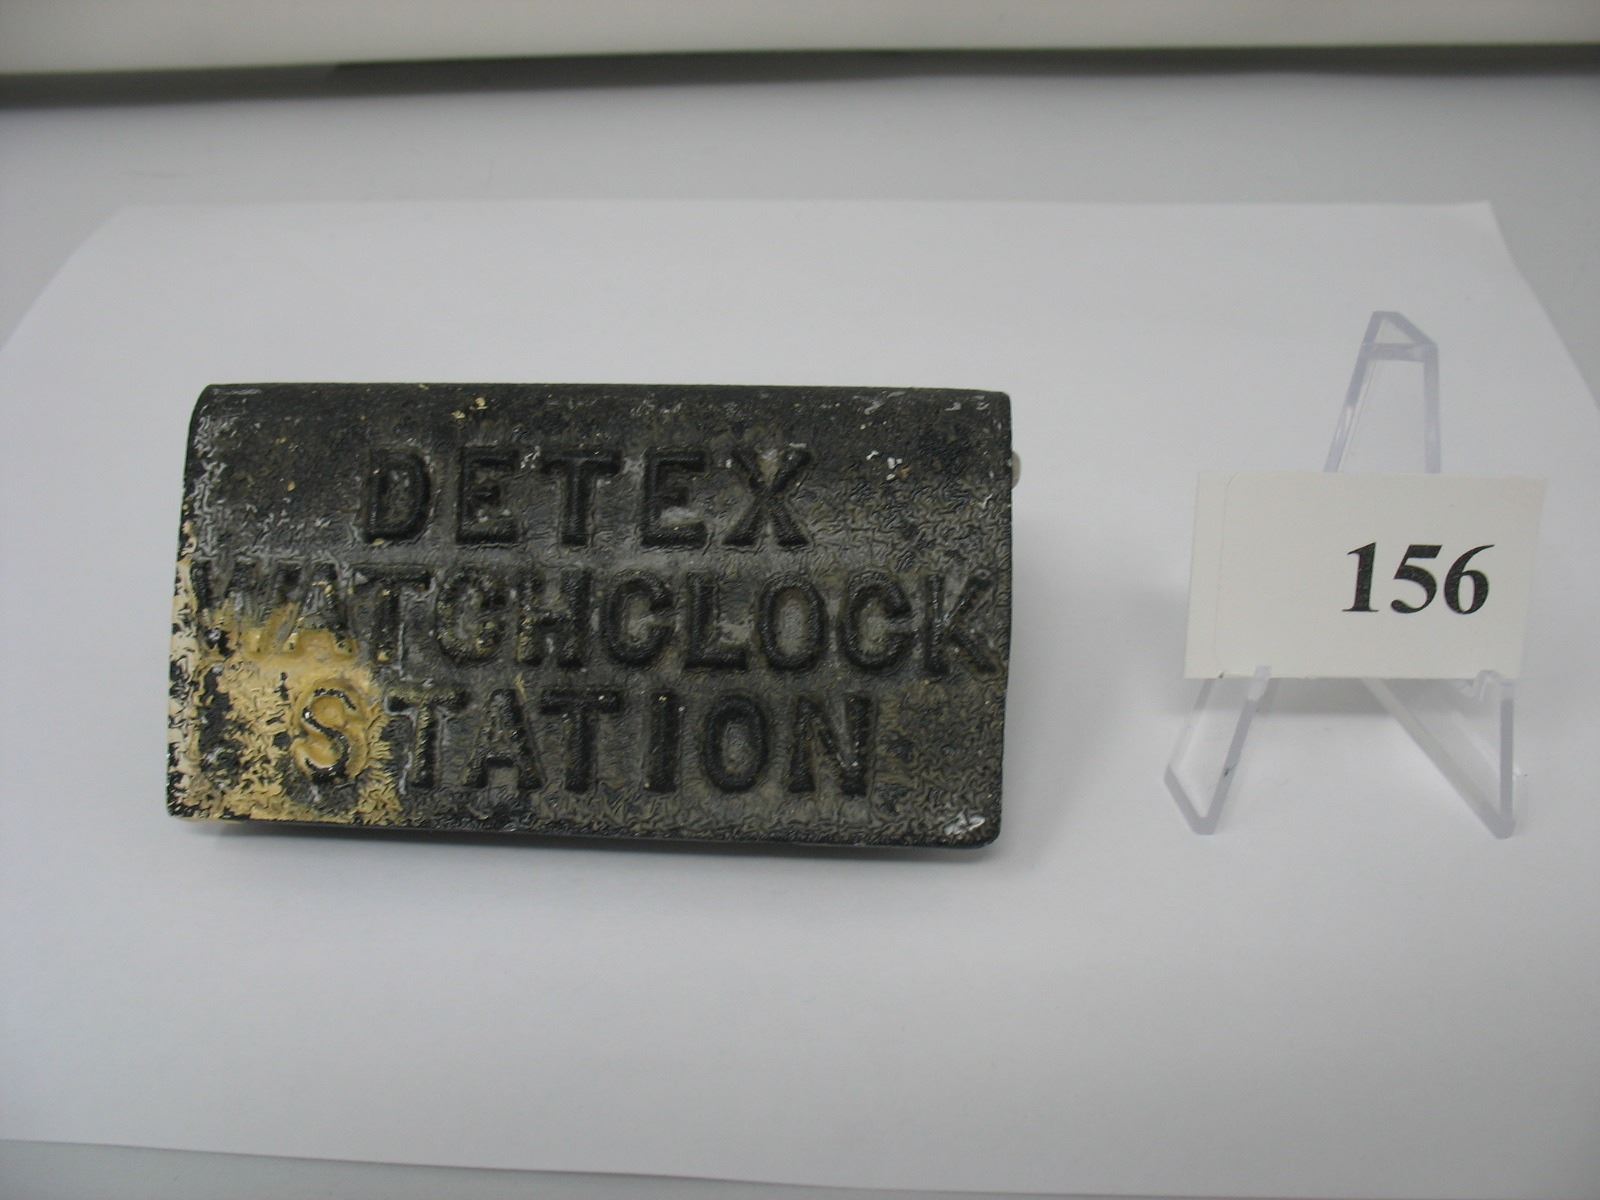 DETEX
WATCHCLOCK
STATION
156